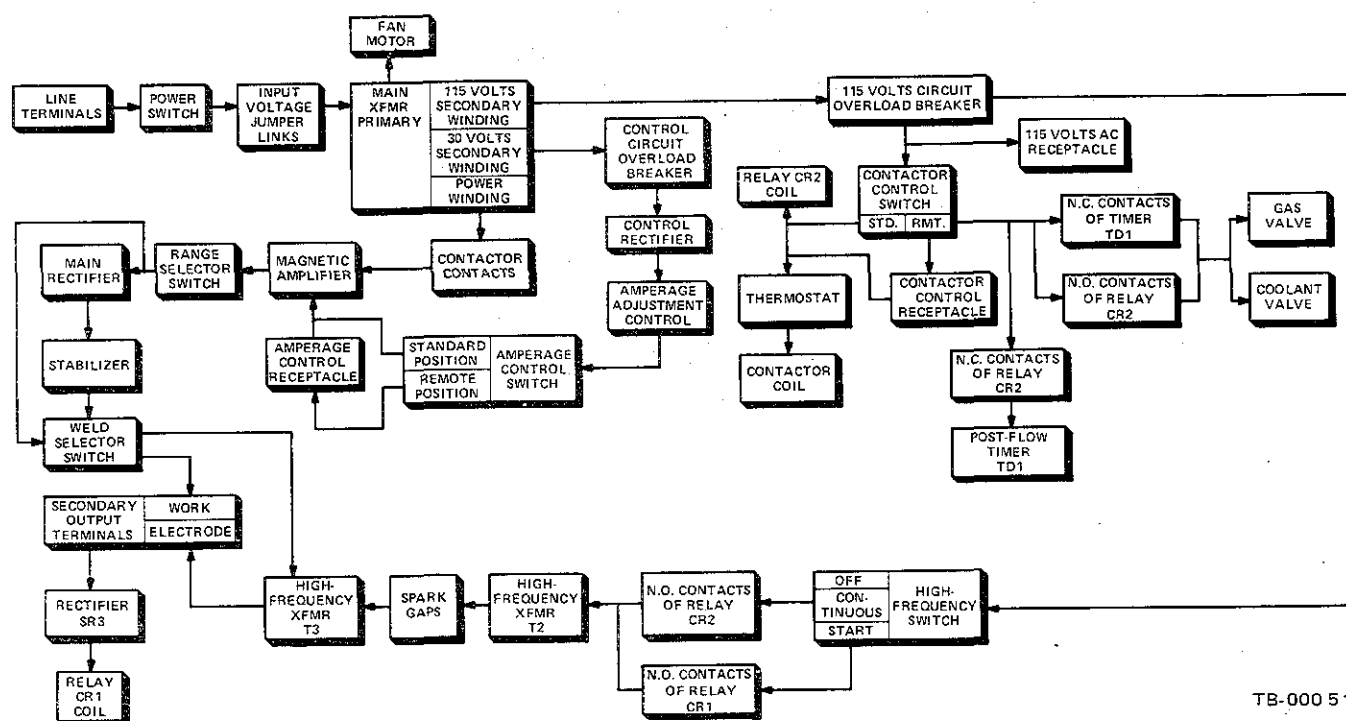 FAN
MOTOR
LINE
TERMINALS
POWER
SWITCH
INPUT
VOLTAGE
JUMPER
LINKS
MAIN
XFMR
PRIMARY
115 VOLTS
SECONDARY
WINDING
30 VOLTS
SECONDARY
WINDING
POWER
WINDING
CONTROL
CIRCUIT
OVERLOAD
BREAKER
115 VOLTS CIRCUIT
OVERLOAD BREAKER
115 VOLTS AC
RECEPTACLE
RELAY CR2
COIL
CONTACTOR
CONTROL
SWITCH
STD.
RMT.
N.C. CONTACTS
OF TIMER
TD1
GAS
VALVE
MAIN
RECTIFIER
RANGE
SELECTOR
SWITCH
MAGNETIC
AMPLIFIER
CONTACTOR
CONTACTS
CONTROL
RECTIFIER
AMPERAGE
ADJUSTMENT
CONTROL
THERMOSTAT
CONTACTOR
CONTROL
RECEPTACLE
N.O. CONTACTS
OF RELAY
CR2
COOLANT
VALVE
STABILIZER
AMPERAGE
CONTROL
RECEPTACLE
STANDARD
POSITION
REMOTE
POSITION
AMPERAGE
CONTROL
SWITCH
CONTACTOR
COIL
N.C. CONTACTS
OF RELAY
CR2
WELD
SELECTOR
SWITCH
POST-FLOW
TIMER
TD1
SECONDARY
OUTPUT
TERMINALS
WORK
ELECTRODE
RECTIFIER
SR3
HIGH-
FREQUENCY
XFMR
T3
SPARK
GAPS
HIGH-
FREQUENCY
XFMR
T2
N.O. CONTACTS
OF RELAY
CR2
OFF
CON-
TINUOUS
START
HIGH-
FREQUENCY
SWITCH
RELAY
CR1
COIL
N.O. CONTACTS
OF RELAY
CR1
TB-000 51